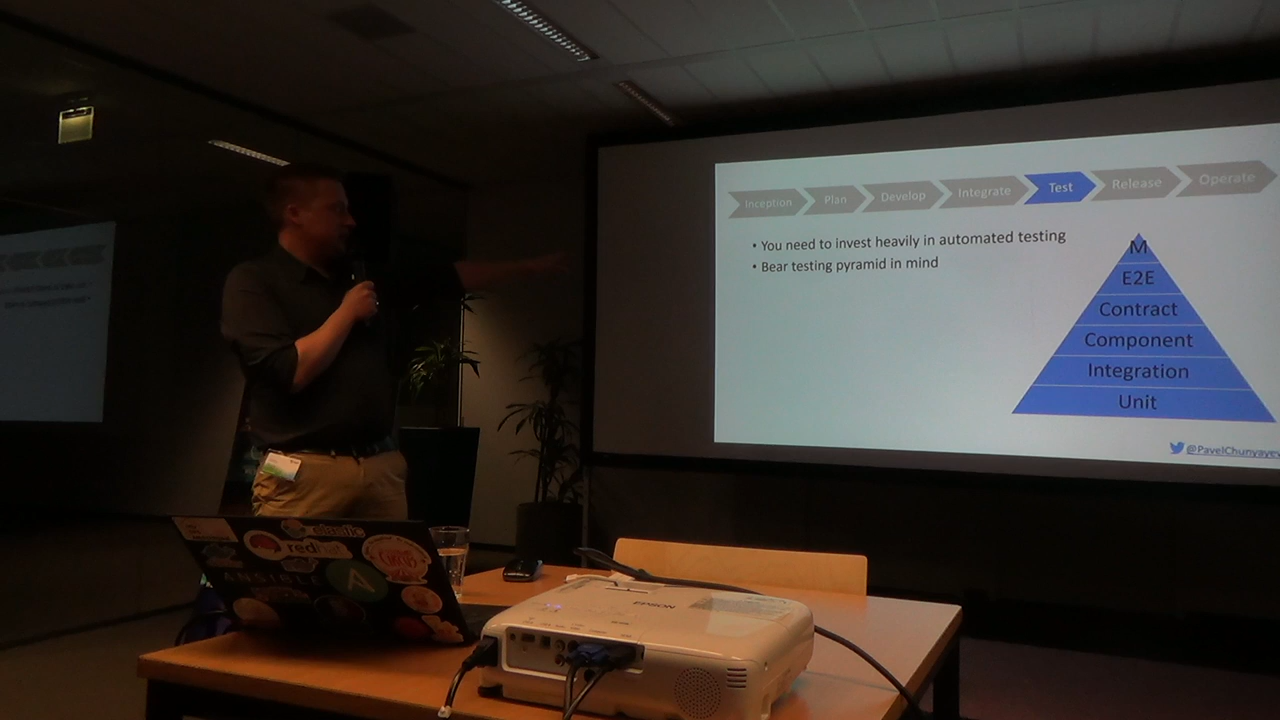 Inception Plan Develop Integrate Test Release Operate
• You need to invest heavily in automated testing
• Bear testing pyramid in mind
M
E2E
Contract
Component
Integration
Unit
@PavelChunyayev
elastic
redhat
ANSIBLE
EPSON